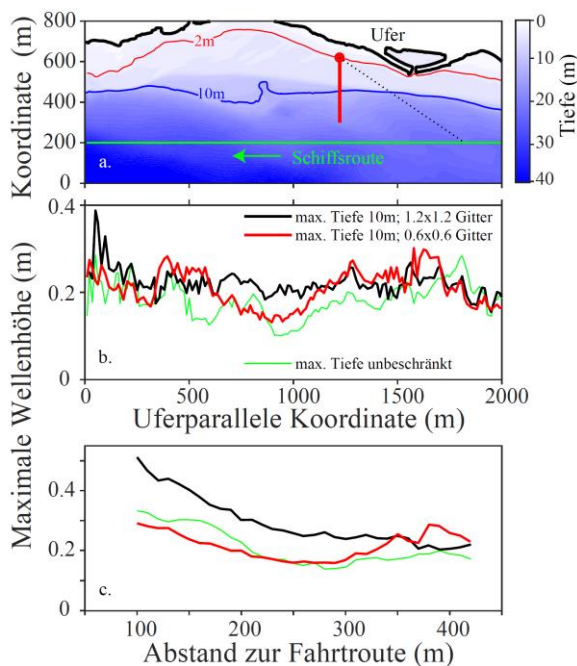 Koordinate (m)
800
600
400
200
0
Ufer
2m
10m
Schiffsroute
a.
0
10
20
30
40
Tiefe (m)
Maximale Wellenhöhe (m)
0.4
0.2
0
max. Tiefe 10m; 1.2x1.2 Gitter
max. Tiefe 10m; 0.6x0.6 Gitter
b.
max. Tiefe unbeschränkt
0 500 1000 1500 2000
Uferparallele Koordinate (m)
0.4
0.2
0
c.
100 200 300 400
Abstand zur Fahrtroute (m)